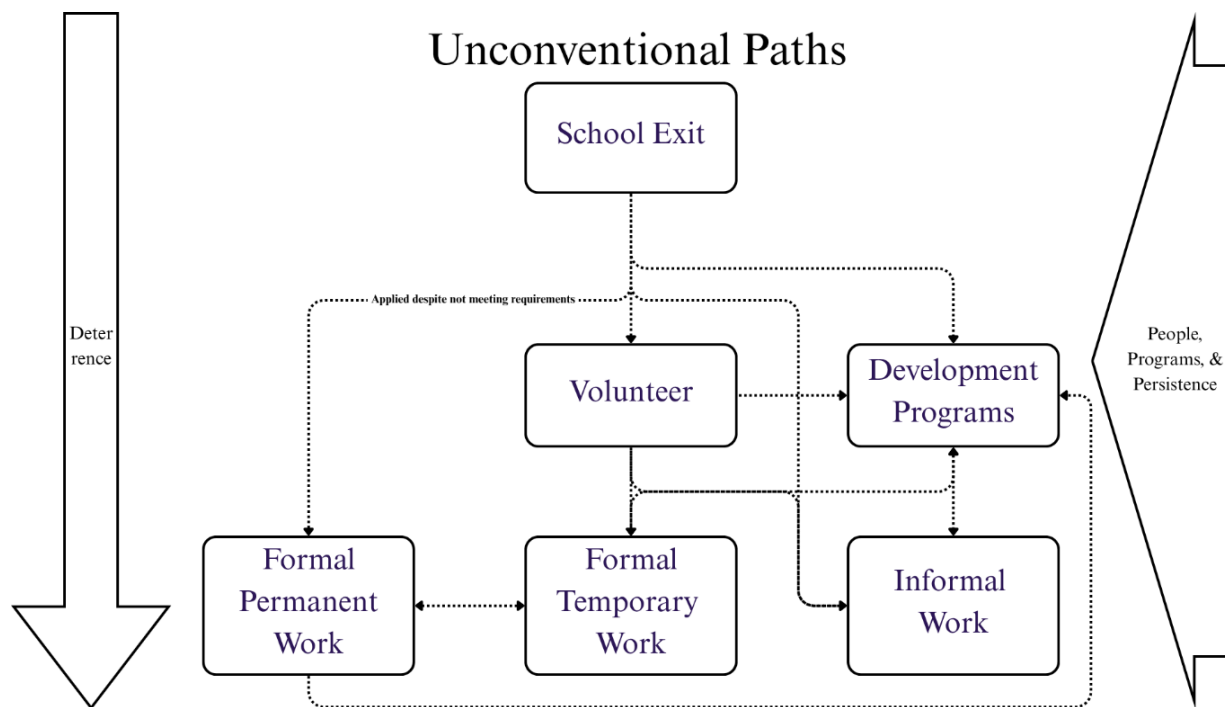 Unconventional Paths
School Exit
Applied despite not meeting requirements
Deter
rence
People,
Programs, &
Persistence
Volunteer
Development
Programs
Formal
Permanent
Work
Formal
Temporary
Work
Informal
Work